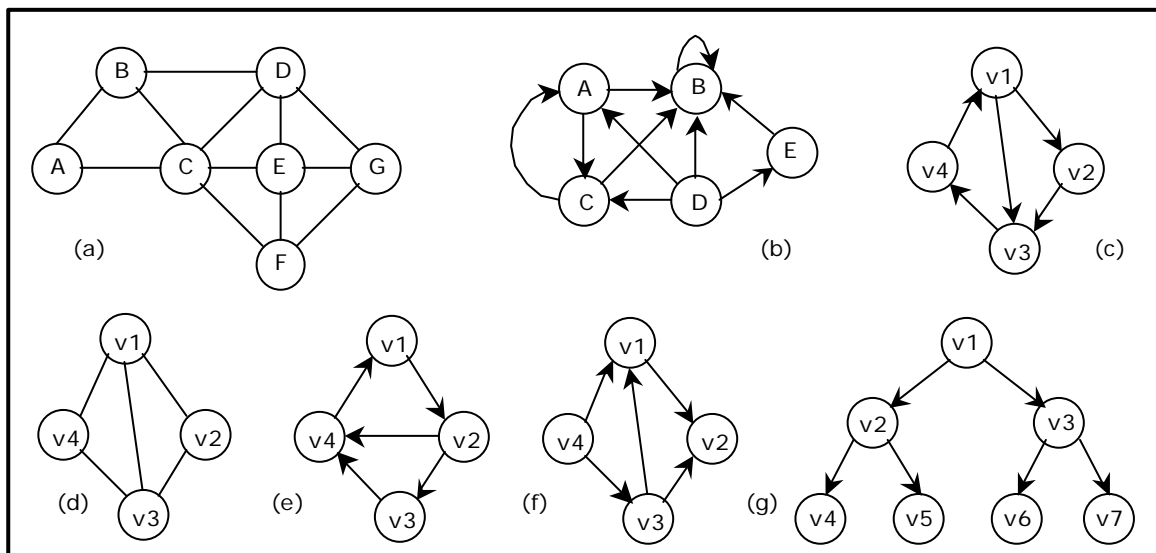 B D A B v1
A C E G E v4 v2
C D
(a) F (b) v3 (c)
v1 v1 v1 v1
v4 v2 v4 v2 v4 v2 v2 v3
(d) v3 (e) v3 (f) v3 (g) v4 v5 v6 v7